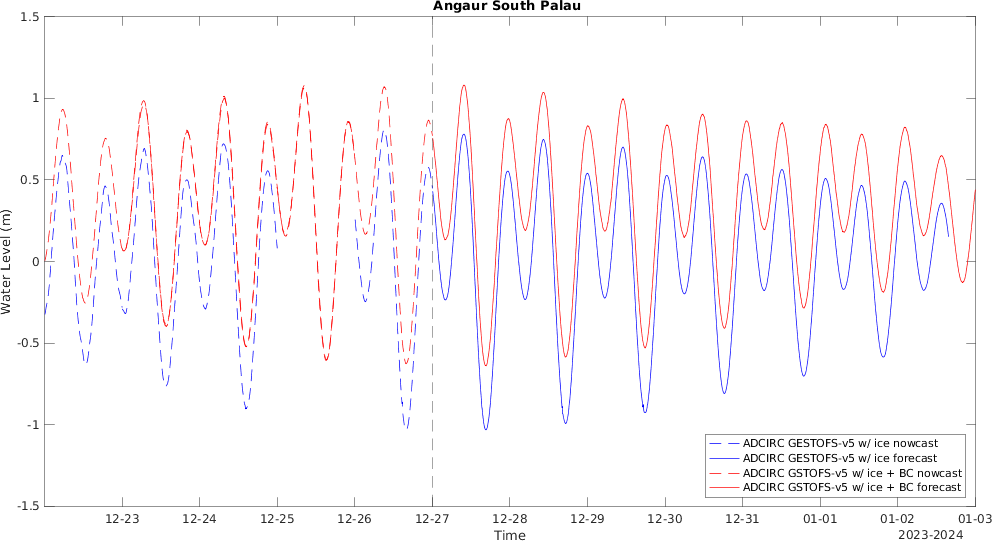 Angaur South Palau
1.5
1
0.5
0
-0.5
-1
-1.5
Water Level (m)
12-23 12-24 12-25 12-26 12-27 12-28 12-29 12-30 12-31 01-01 01-02 01-03
Time
2023-2024
ADCIRC GESTOFS-v5 w/ ice nowcast
ADCIRC GESTOFS-v5 w/ ice forecast
ADCIRC GSTOFS-v5 w/ ice + BC nowcast
ADCIRC GSTOFS-v5 w/ ice + BC forecast